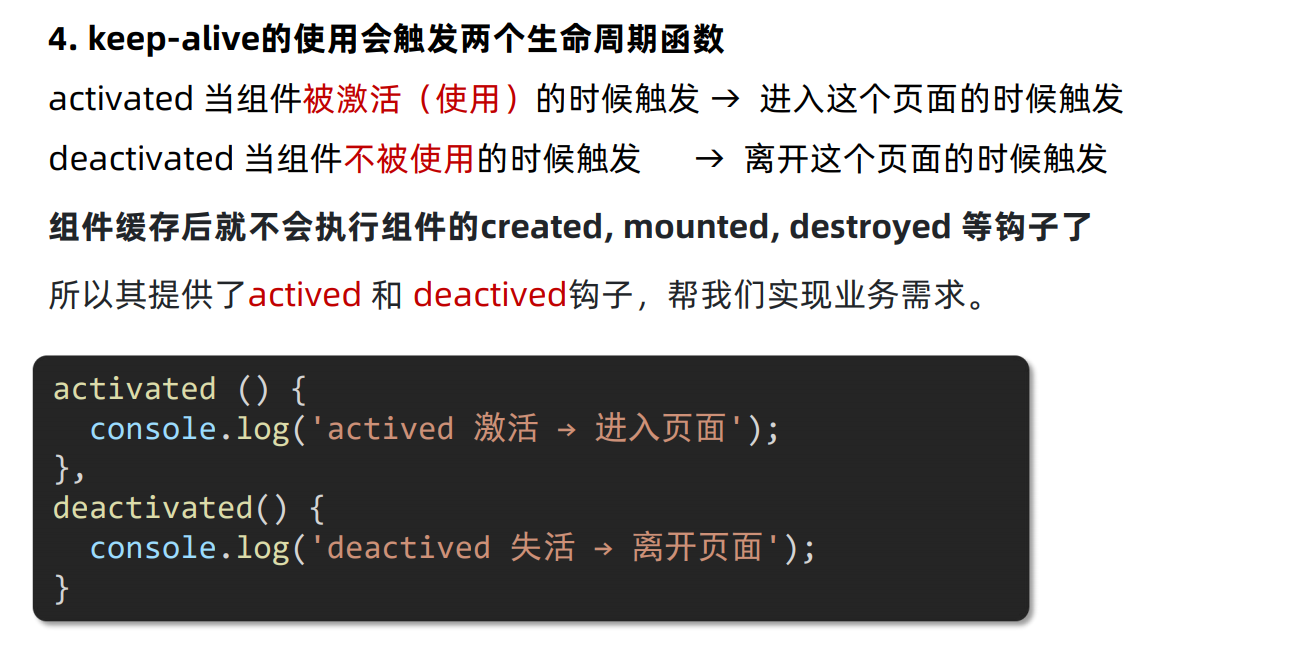 4. keep-alive的使用会触发两个生命周期函数
activated 当组件被激活（使用）的时候触发 → 进入这个页面的时候触发
deactivated 当组件不被使用的时候触发 → 离开这个页面的时候触发
组件缓存后就不会执行组件的created, mounted, destroyed 等钩子了
所以其提供了actived 和 deactived钩子，帮我们实现业务需求。
activated () {
  console.log('actived 激活 → 进入页面');
},
deactivated() {
  console.log('deactived 失活 → 离开页面');
}